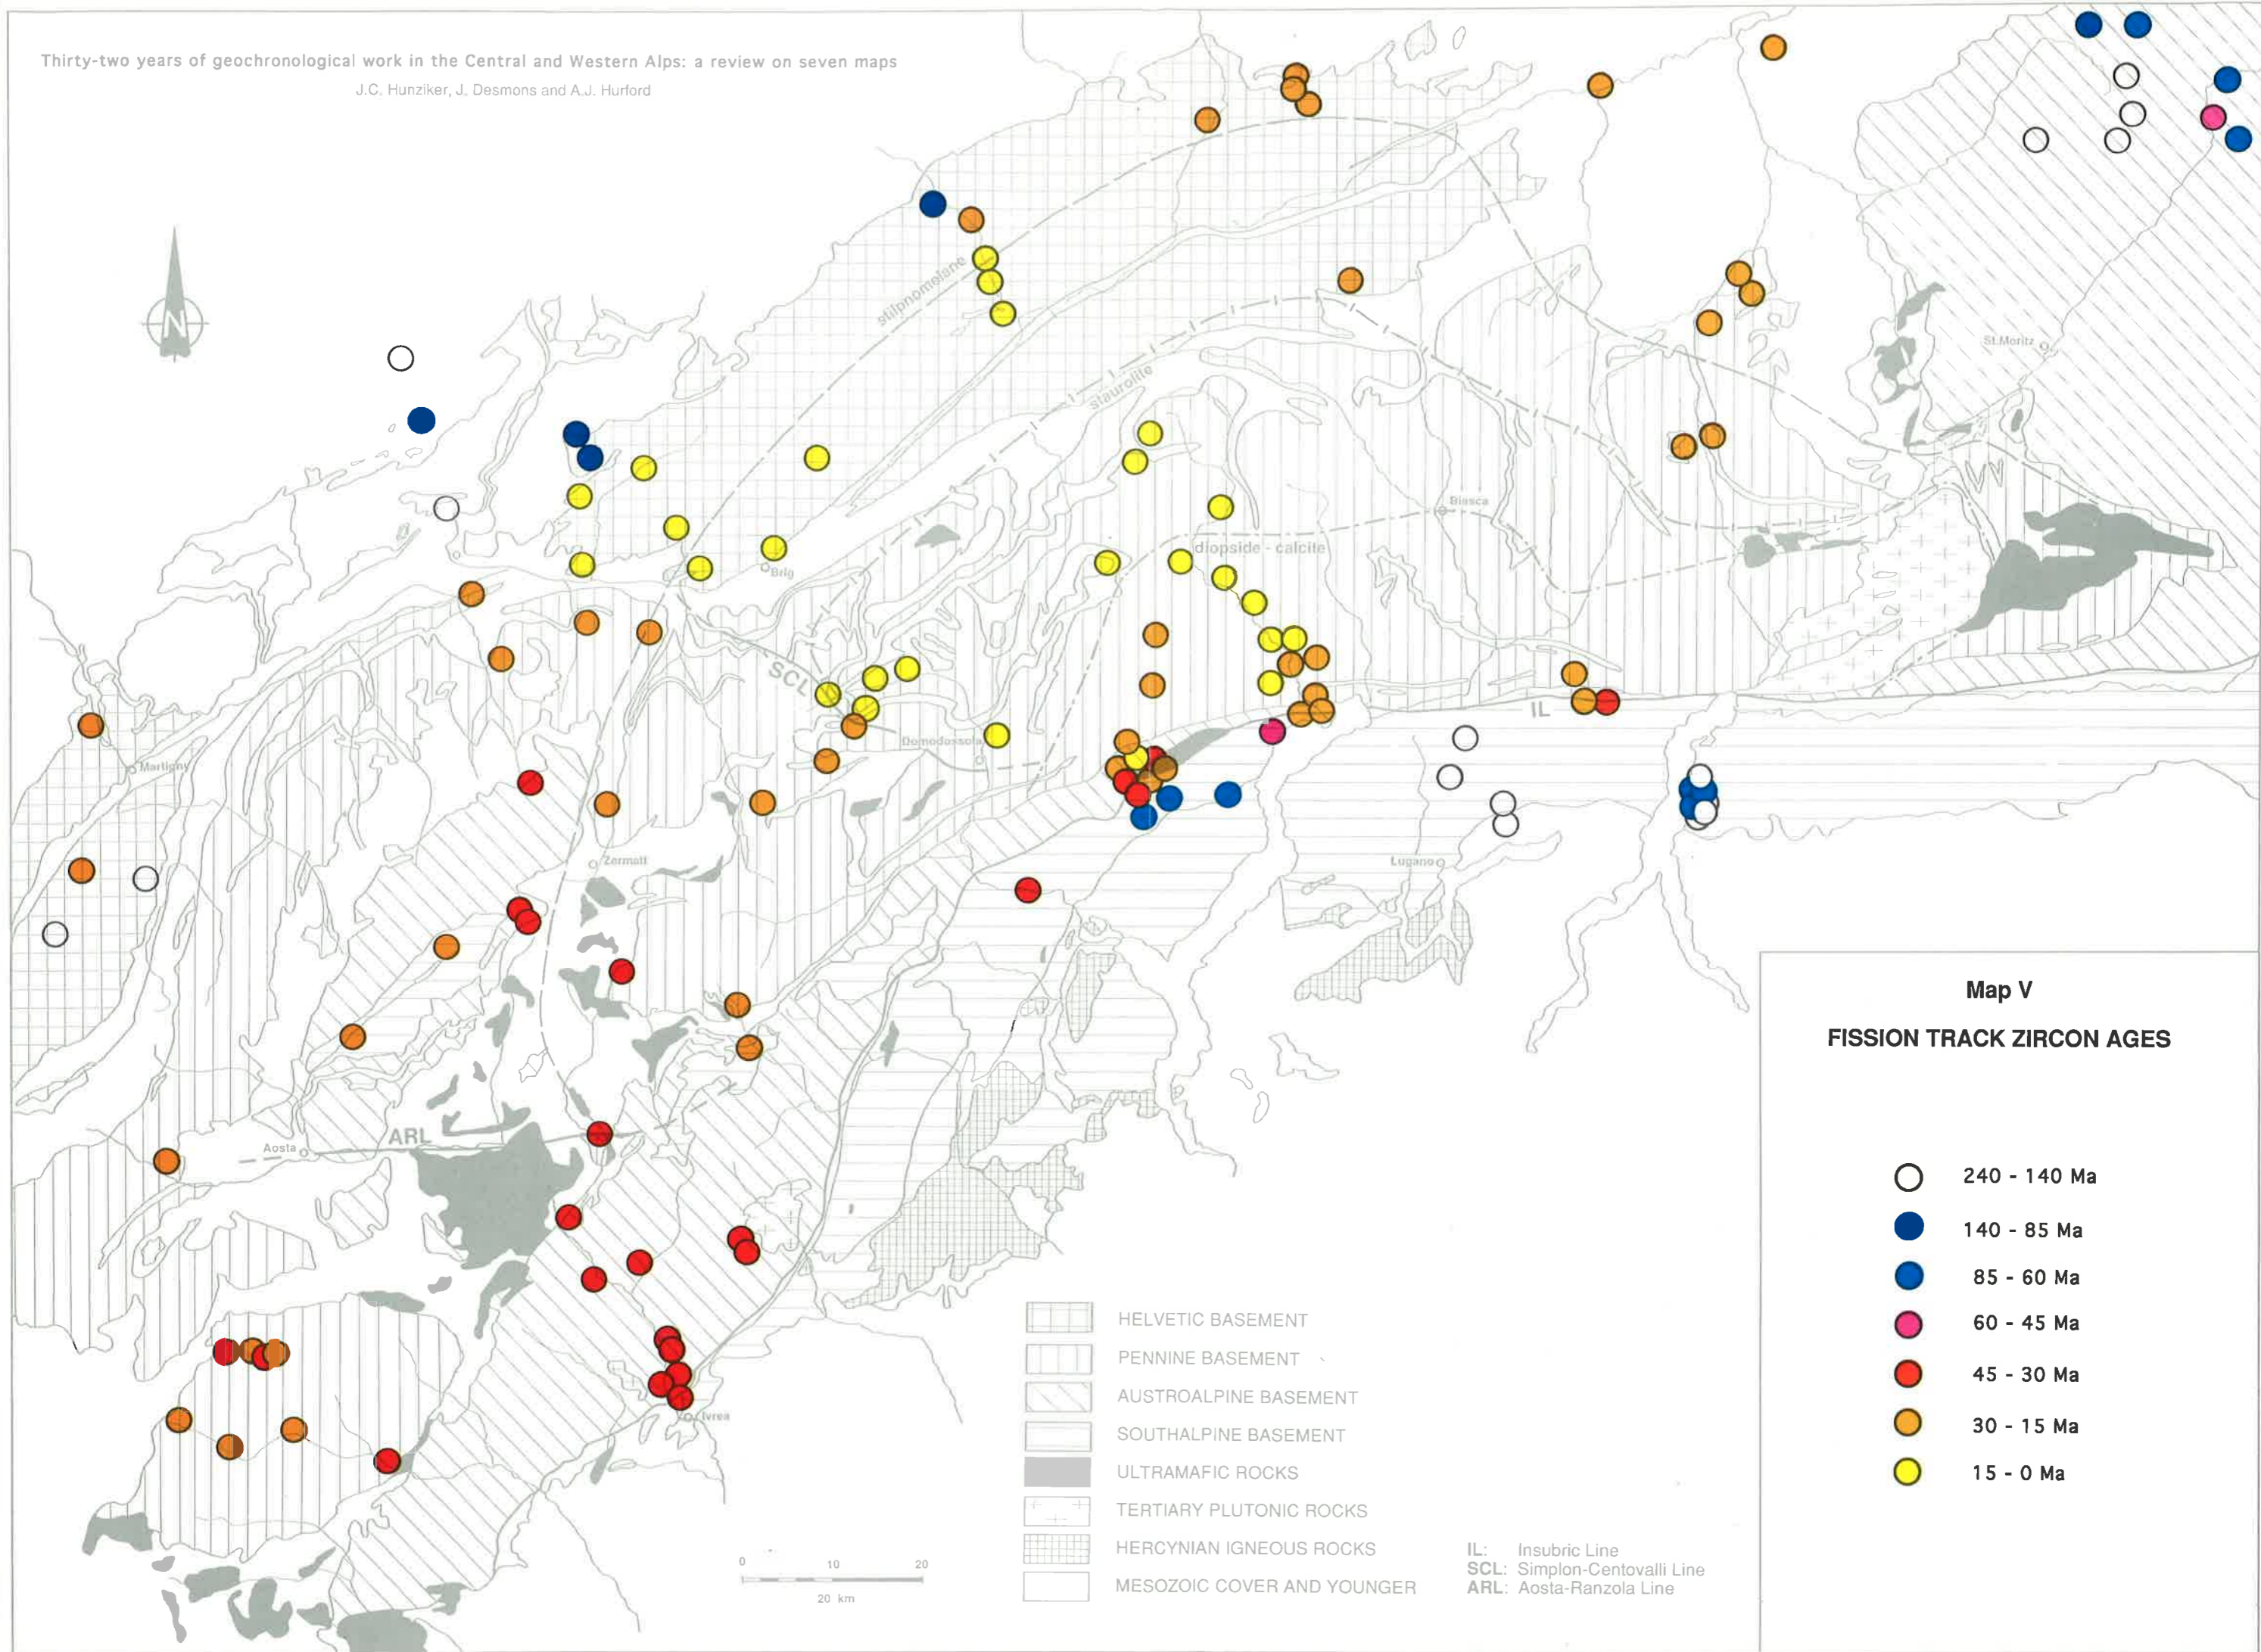 Thirty-two years of geochronological work in the Central and Western Alps: a review on seven maps
J.C. Hunziker, J. Desmons and A.J. Hurford
N
stilpnomelane
staurolite
St.Moritz
Biasca
diopside - calcite
Brig
SCL
IL
Domodossola
Martigny
Zermatt
Lugano
ARL
Aosta
Ivrea
Map V
FISSION TRACK ZIRCON AGES
240 - 140 Ma
140 - 85 Ma
85 - 60 Ma
60 - 45 Ma
45 - 30 Ma
30 - 15 Ma
15 - 0 Ma
HELVETIC BASEMENT
PENNINE BASEMENT
AUSTROALPINE BASEMENT
SOUTHALPINE BASEMENT
ULTRAMAFIC ROCKS
TERTIARY PLUTONIC ROCKS
HERCYNIAN IGNEOUS ROCKS
MESOZOIC COVER AND YOUNGER
0 10 20
20 km
IL: Insubric Line
SCL: Simplon-Centovalli Line
ARL: Aosta-Ranzola Line